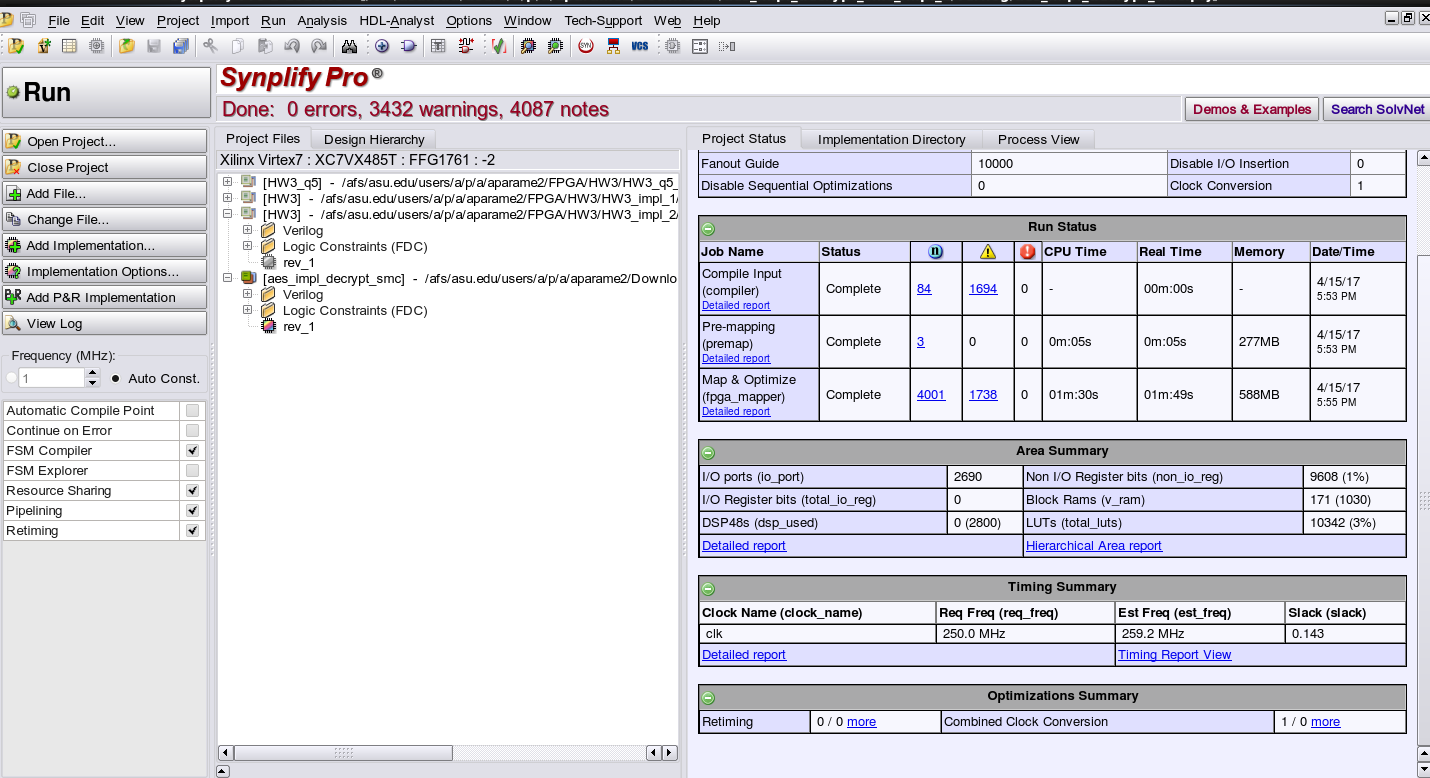 File Edit View Project Import Run Analysis HDL-Analyst Options Window Tech-Support Web Help
SYN VCS
Run
Synplify Pro ®
Done: 0 errors, 3432 warnings, 4087 notes
Demos & Examples
Search SolvNet
Open Project...
Close Project
Add File...
Change File...
Add Implementation...
Implementation Options...
Add P&R Implementation
View Log
Frequency (MHz):
1 Auto Const.
Automatic Compile Point
Continue on Error
FSM Compiler
FSM Explorer
Resource Sharing
Pipelining
Retiming
Project Files Design Hierarchy
Xilinx Virtex7 : XC7VX485T : FFG1761 : -2
[HW3_q5] - /afs/asu.edu/users/a/p/a/aparame2/FPGA/HW3/HW3_q5_
[HW3] - /afs/asu.edu/users/a/p/a/aparame2/FPGA/HW3/HW3_impl_1/
[HW3] - /afs/asu.edu/users/a/p/a/aparame2/FPGA/HW3/HW3_impl_2/
Verilog
Logic Constraints (FDC)
rev_1
[aes_impl_decrypt_smc] - /afs/asu.edu/users/a/p/a/aparame2/Downlo
Verilog
Logic Constraints (FDC)
rev_1
Project Status Implementation Directory Process View
Fanout Guide 10000 Disable I/O Insertion 0
Disable Sequential Optimizations 0 Clock Conversion 1
Run Status
Job Name Status CPU Time Real Time Memory Date/Time
Compile Input (compiler) Detailed report Complete 84 1694 0 - 00m:00s - 4/15/17 5:53 PM
Pre-mapping (premap) Detailed report Complete 3 0 0 0m:05s 0m:05s 277MB 4/15/17 5:53 PM
Map & Optimize (fpga_mapper) Detailed report Complete 4001 1738 0 01m:30s 01m:49s 588MB 4/15/17 5:55 PM
Area Summary
I/O ports (io_port) 2690 Non I/O Register bits (non_io_reg) 9608 (1%)
I/O Register bits (total_io_reg) 0 Block Rams (v_ram) 171 (1030)
DSP48s (dsp_used) 0 (2800) LUTs (total_luts) 10342 (3%)
Detailed report Hierarchical Area report
Timing Summary
Clock Name (clock_name) Req Freq (req_freq) Est Freq (est_freq) Slack (slack)
clk 250.0 MHz 259.2 MHz 0.143
Detailed report Timing Report View
Optimizations Summary
Retiming 0 / 0 more Combined Clock Conversion 1 / 0 more